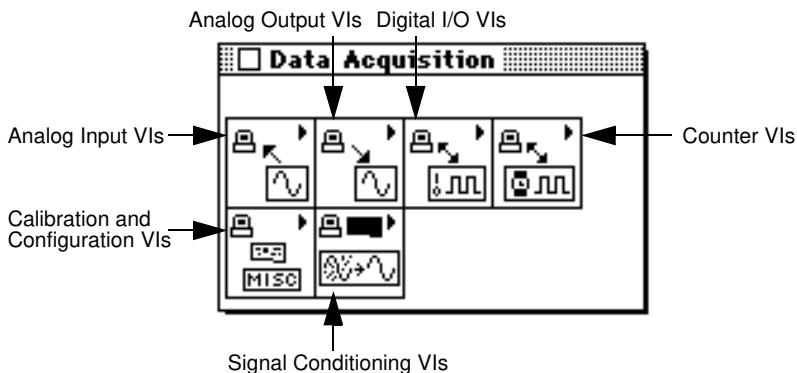 Analog Output VIs Digital I/O VIs
Data Acquisition
Analog Input VIs
Counter VIs
Calibration and
Configuration VIs
MISC
Signal Conditioning VIs